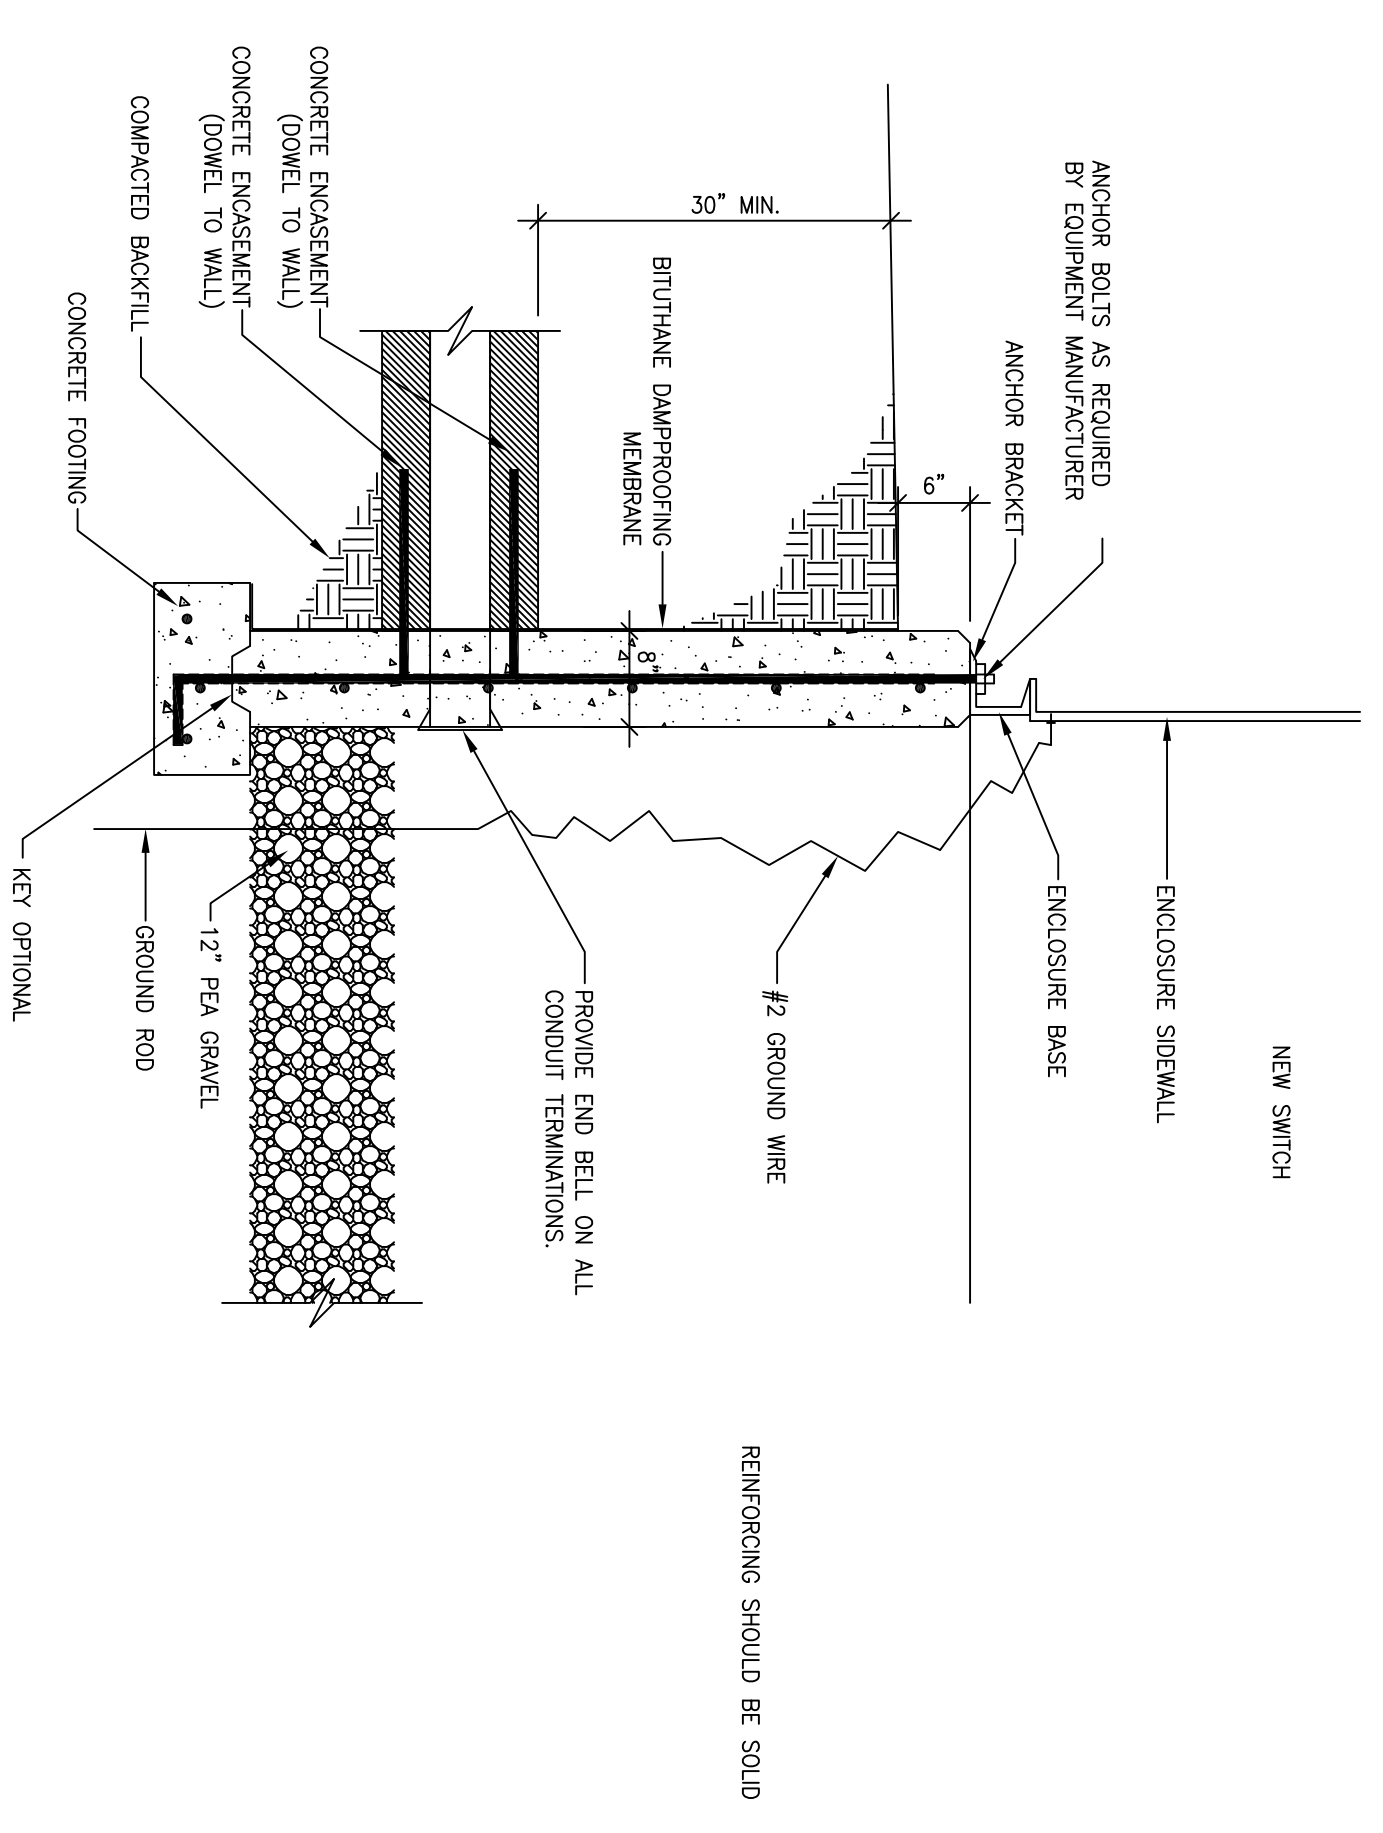 NEW SWITCH
ENCLOSURE SIDEWALL
ANCHOR BOLTS AS REQUIRED
BY EQUIPMENT MANUFACTURER
ENCLOSURE BASE
ANCHOR BRACKET
6"
30" MIN.
#2 GROUND WIRE
REINFORCING SHOULD BE SOLID
BITUTHANE DAMPPROOFING
MEMBRANE
8"
PROVIDE END BELL ON ALL
CONDUIT TERMINATIONS.
CONCRETE ENCASEMENT
(DOWEL TO WALL)
CONCRETE ENCASEMENT
(DOWEL TO WALL)
12" PEA GRAVEL
COMPACTED BACKFILL
GROUND ROD
CONCRETE FOOTING
KEY OPTIONAL